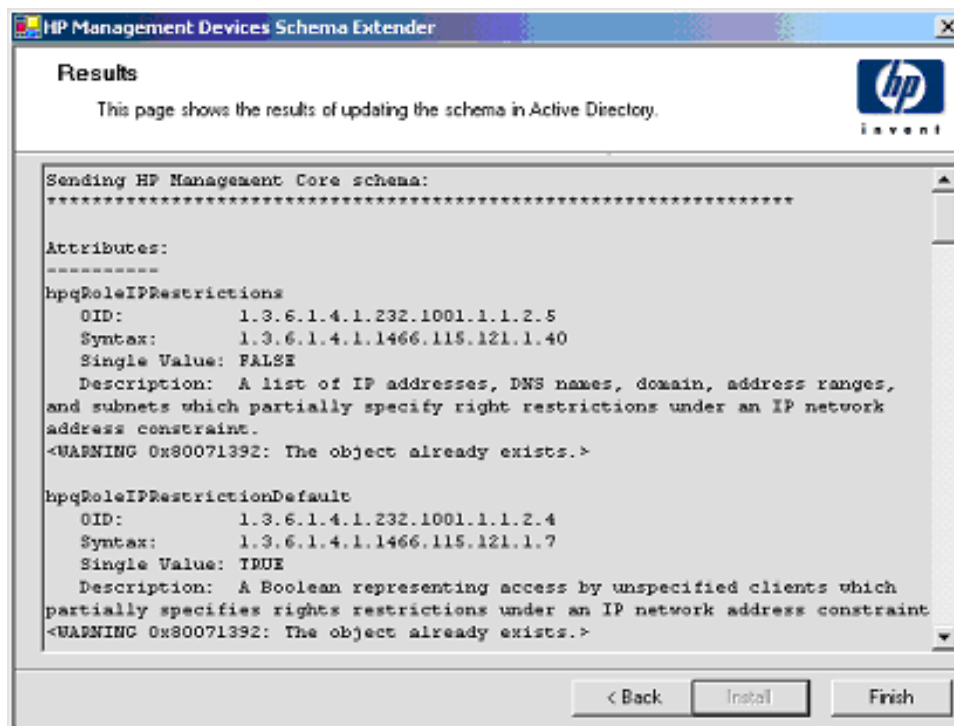 HP Management Devices Schema Extender
Results
This page shows the results of updating the schema in Active Directory.
hp
invent
Sending HP Management Core schema:
******************************************************************
Attributes:
----------
hpqRoleIPRestrictions
OID: 1.3.6.1.4.1.232.1001.1.1.2.5
Syntax: 1.3.6.1.4.1.1466.115.121.1.40
Single Value: FALSE
Description: A list of IP addresses, DNS names, domain, address ranges,
and subnets which partially specify right restrictions under an IP network
address constraint.
<WARNING 0x80071392: The object already exists.>
hpqRoleIPRestrictionDefault
OID: 1.3.6.1.4.1.232.1001.1.1.2.4
Syntax: 1.3.6.1.4.1.1466.115.121.1.7
Single Value: TRUE
Description: A Boolean representing access by unspecified clients which
partially specifies rights restrictions under an IP network address constraint
<WARNING 0x80071392: The object already exists.>
< Back Install Finish